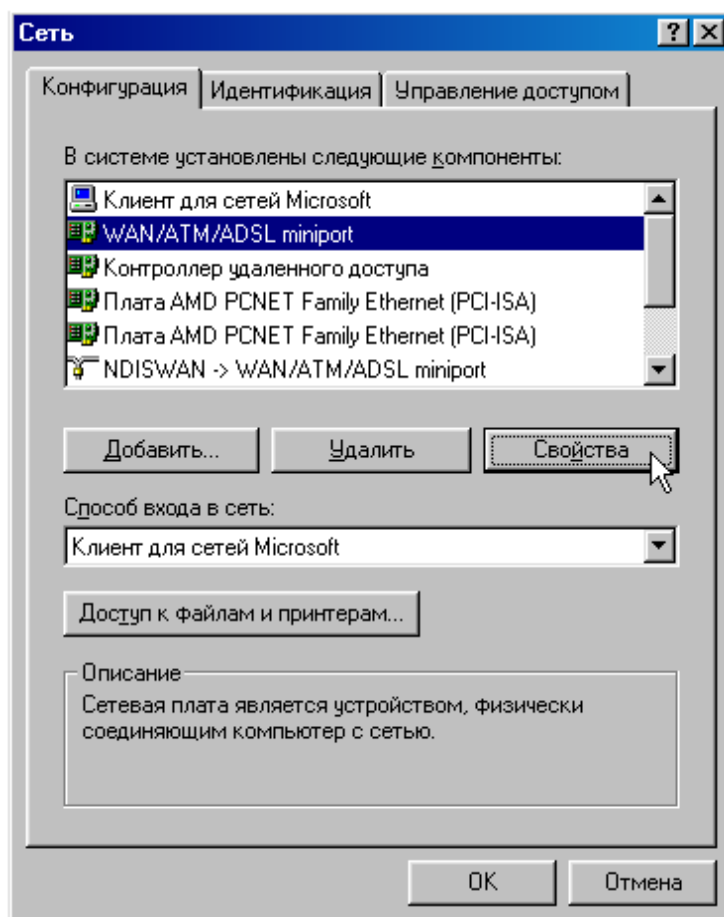 Сеть
Конфигурация Идентификация Управление доступом
В системе установлены следующие компоненты:
Клиент для сетей Microsoft
WAN/ATM/ADSL miniport
Контроллер удаленного доступа
Плата AMD PCNET Family Ethernet (PCI-ISA)
Плата AMD PCNET Family Ethernet (PCI-ISA)
NDISWAN -> WAN/ATM/ADSL miniport
Добавить... Удалить Свойства
Способ входа в сеть:
Клиент для сетей Microsoft
Доступ к файлам и принтерам...
Описание
Сетевая плата является устройством, физически
соединяющим компьютер с сетью.
OK Отмена